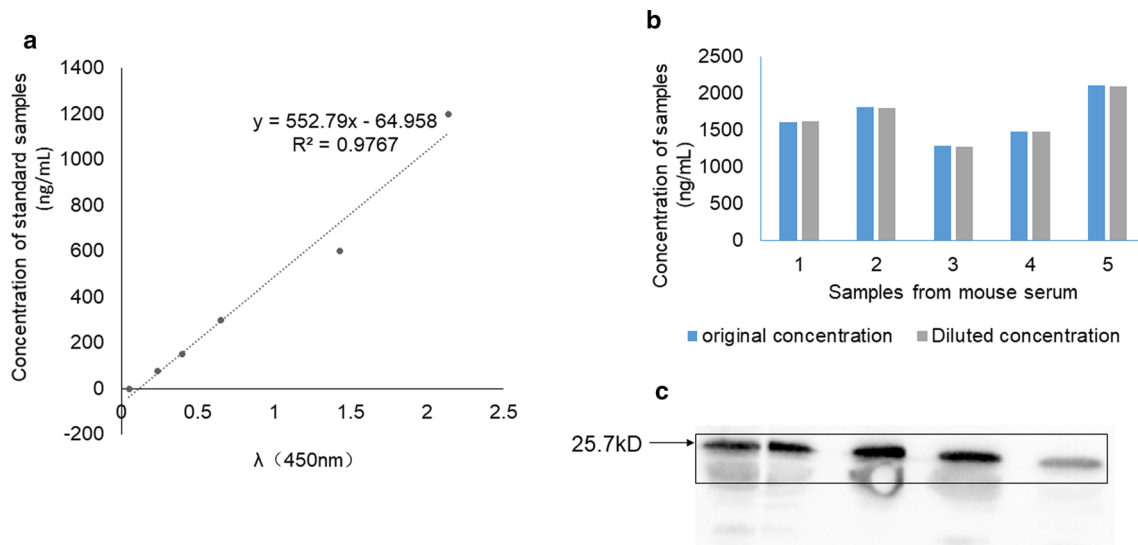 a
1400
1200
1000
800
600
400
200
0
-200
0
0.5
1
1.5
2
2.5
y = 552.79x - 64.958
R² = 0.9767
Concentration of standard samples
(ng/mL)
λ（450nm）
b
2500
2000
1500
1000
500
0
1
2
3
4
5
Concentration of samples
(ng/mL)
Samples from mouse serum
original concentration
Diluted concentration
c
25.7kD